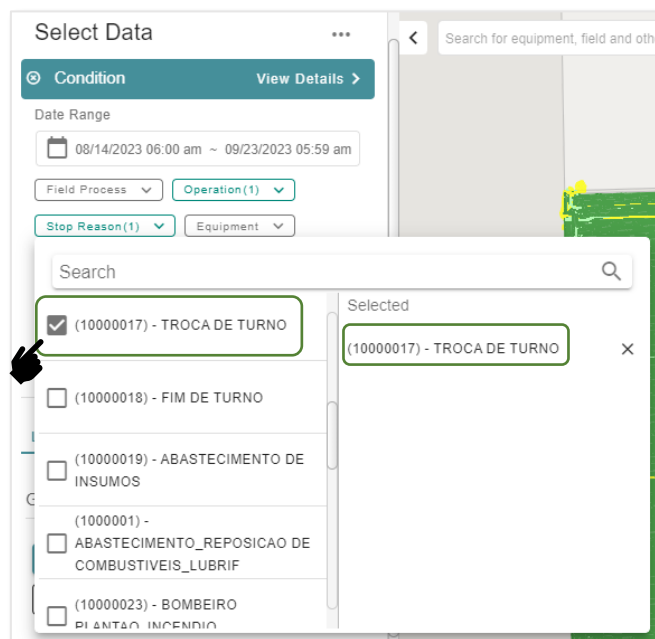 Select Data
Search for equipment, field and oth
Condition
View Details
Date Range
08/14/2023 06:00 am ~ 09/23/2023 05:59 am
Field Process
Operation(1)
Stop Reason(1)
Equipment
Search
Selected
(10000017) - TROCA DE TURNO
(10000017) - TROCA DE TURNO
(10000018) - FIM DE TURNO
(10000019) - ABASTECIMENTO DE
INSUMOS
(1000001) -
ABASTECIMENTO_REPOSICAO DE
COMBUSTIVEIS_LUBRIF
(10000023) - BOMBEIRO
PLANTAO_INCENDIO